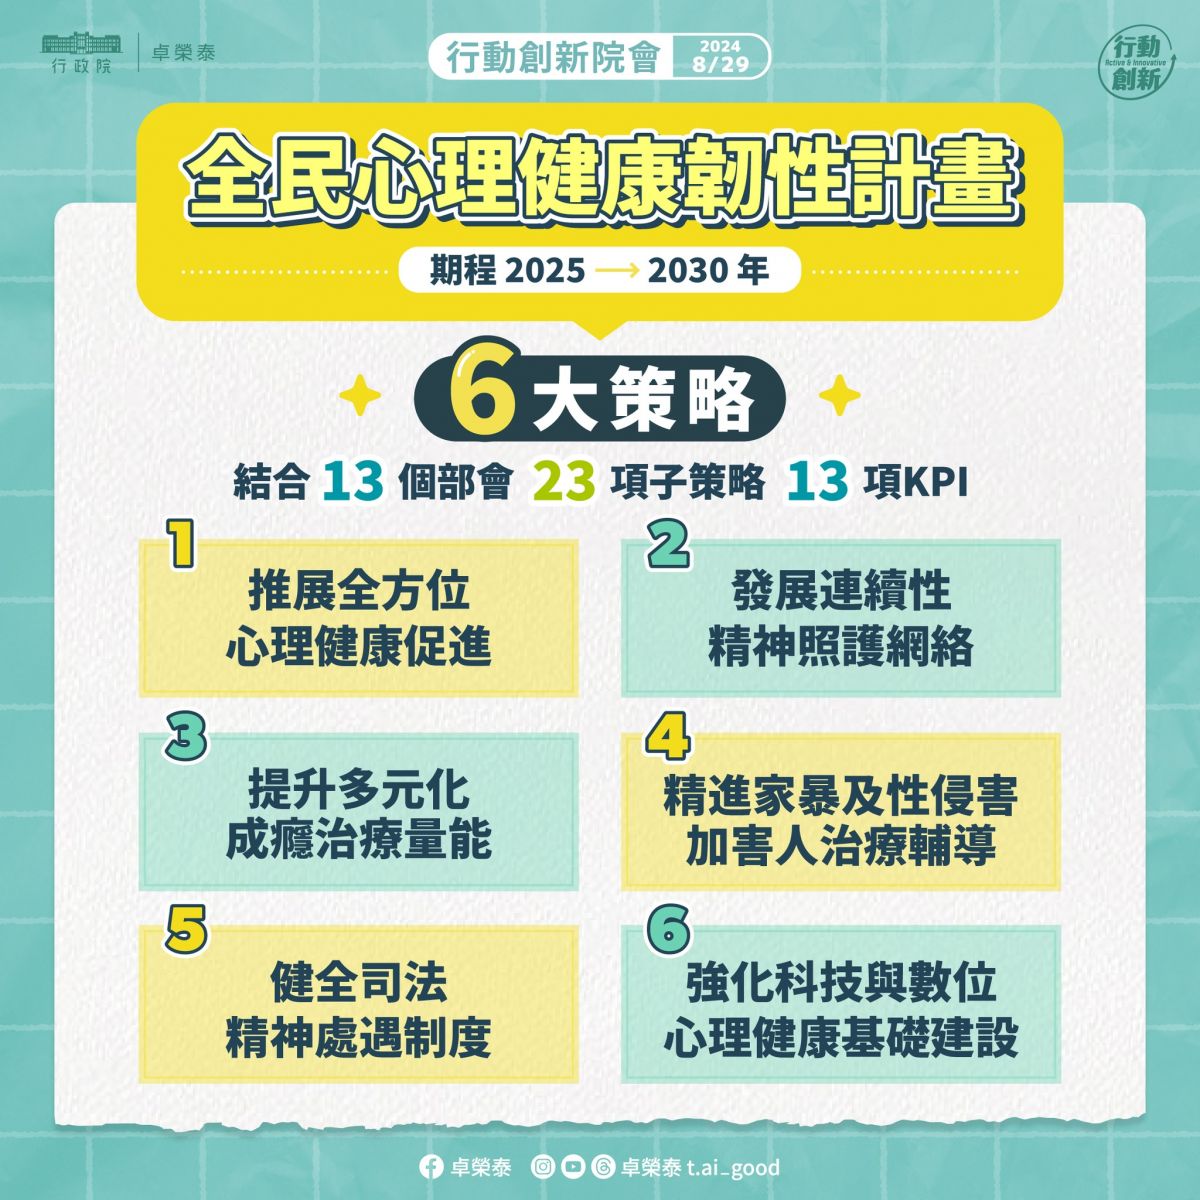 行政院
卓榮泰
行動創新院會
2024
8/29
行動
Active & Innovative
創新
全民心理健康韌性計畫
期程 2025 → 2030 年
6大策略
結合 13 個部會 23 項子策略 13 項KPI
1
推展全方位
心理健康促進
2
發展連續性
精神照護網絡
3
提升多元化
成癮治療量能
4
精進家暴及性侵害
加害人治療輔導
5
健全司法
精神處遇制度
6
強化科技與數位
心理健康基礎建設
卓榮泰
卓榮泰 t.ai_good